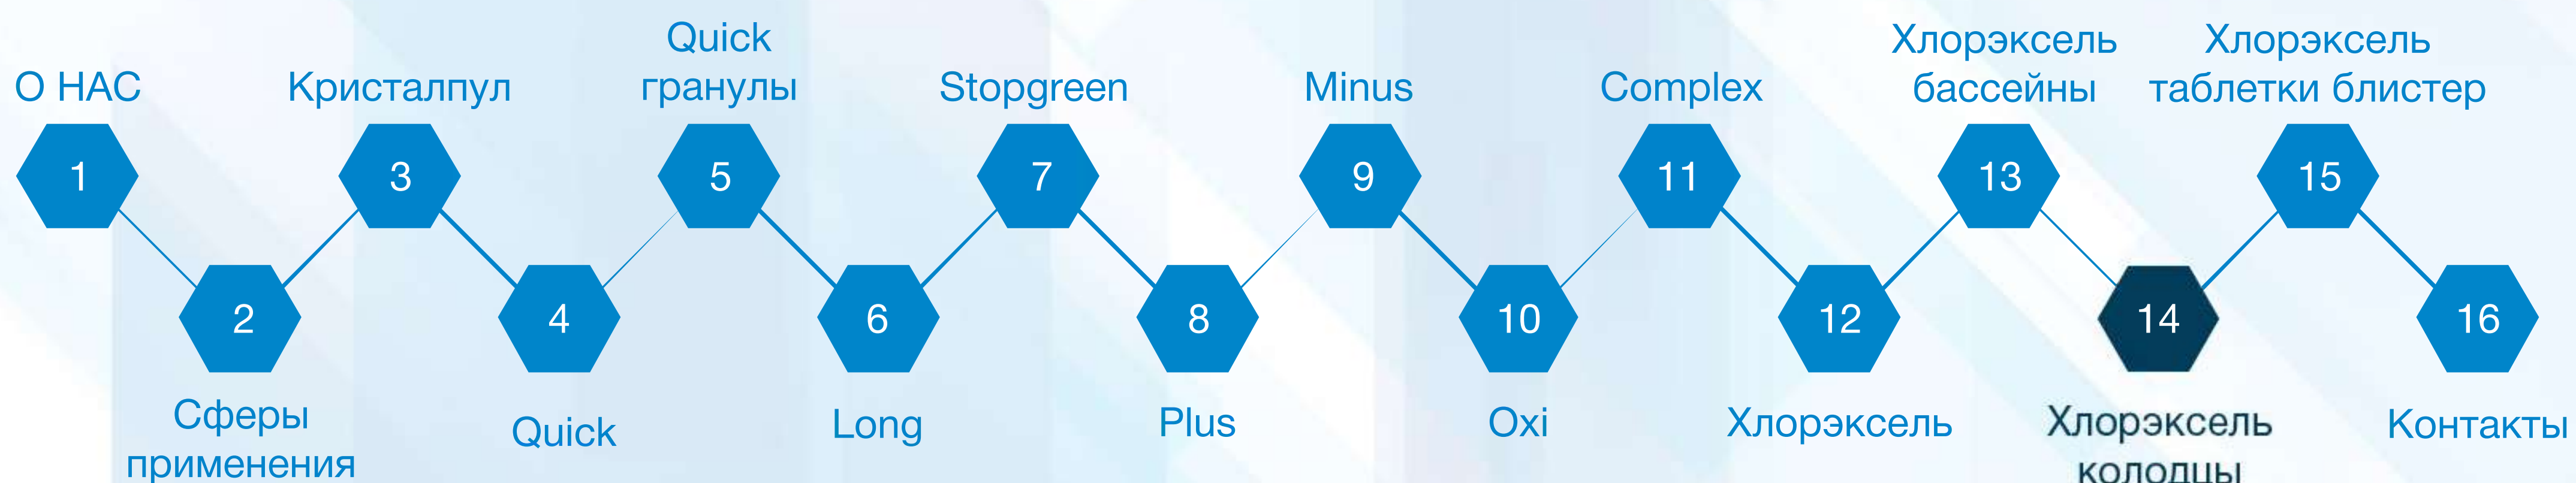 О НАС
1
Сферы
применения
2
Кристалпул
3
Quick
4
Quick
гранулы
5
Long
6
Stopgreen
7
Plus
8
Minus
9
Oxi
10
Complex
11
Хлорэксель
12
Хлорэксель
бассейны
13
Хлорэксель
колодцы
14
Хлорэксель
таблетки блистер
15
Контакты
16